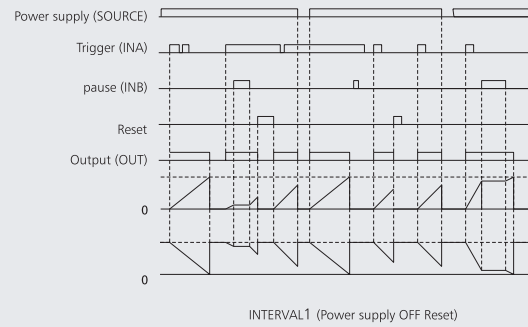 Power supply (SOURCE)
Trigger (INA)
pause (INB)
Reset
Output (OUT)
0
0
INTERVAL1 (Power supply OFF Reset)